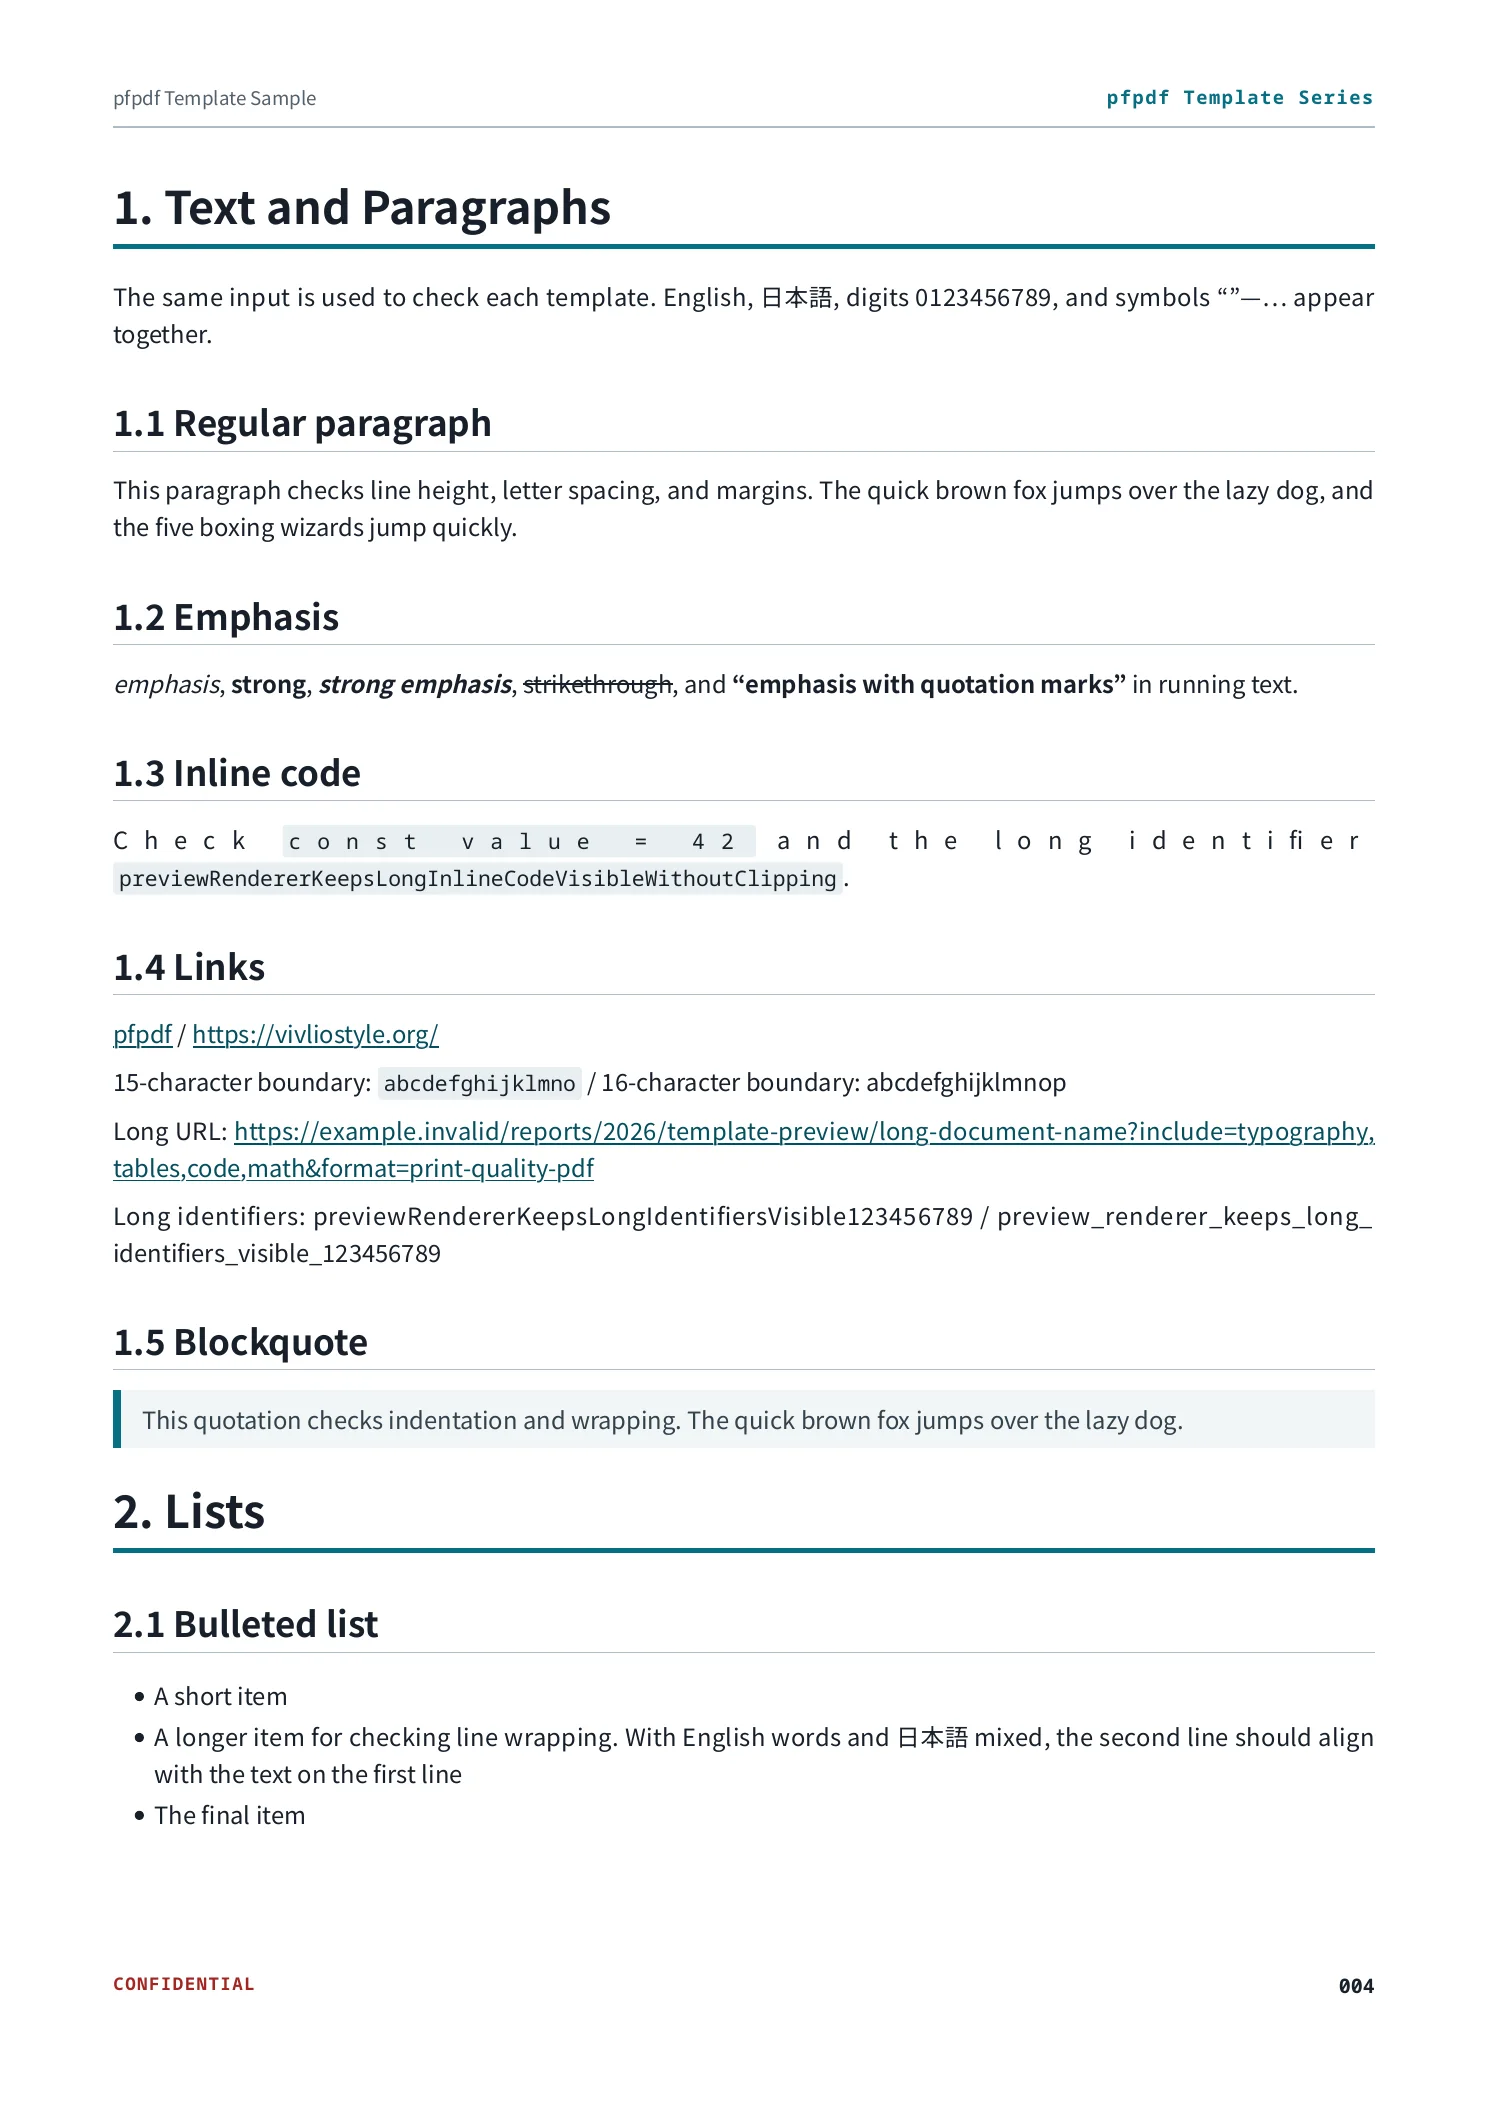 pfpdf Template Sample
pfpdf Template Series
1. Text and Paragraphs
The same input is used to check each template. English, 日本語, digits 0123456789, and symbols “”—… appear
together.
1.1 Regular paragraph
This paragraph checks line height, letter spacing, and margins. The quick brown fox jumps over the lazy dog, and
the five boxing wizards jump quickly.
1.2 Emphasis
emphasis, strong, strong emphasis, strikethrough, and “emphasis with quotation marks” in running text.
1.3 Inline code
Check const value = 42 and the long identifier
previewRendererKeepsLongInlineCodeVisibleWithoutClipping.
1.4 Links
pfpdf / https://vivliostyle.org/
15-character boundary: abcdefghijklmno / 16-character boundary: abcdefghijklmnop
Long URL: https://example.invalid/reports/2026/template-preview/long-document-name?include=typography,
tables,code,math&format=print-quality-pdf
Long identifiers: previewRendererKeepsLongIdentifiersVisible123456789 / preview_renderer_keeps_long_
identifiers_visible_123456789
1.5 Blockquote
This quotation checks indentation and wrapping. The quick brown fox jumps over the lazy dog.
2. Lists
2.1 Bulleted list
• A short item
• A longer item for checking line wrapping. With English words and 日本語 mixed, the second line should align
with the text on the first line
• The final item
CONFIDENTIAL
004